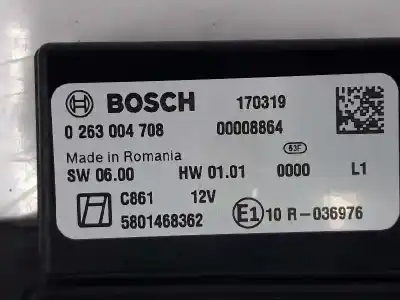 BOSCH 170319
0 263 004 708 00008864
Made in Romania 53F
SW 06.00 HW 01.01 0000 L1
C861 12V
5801468362 E1 10 R-036976